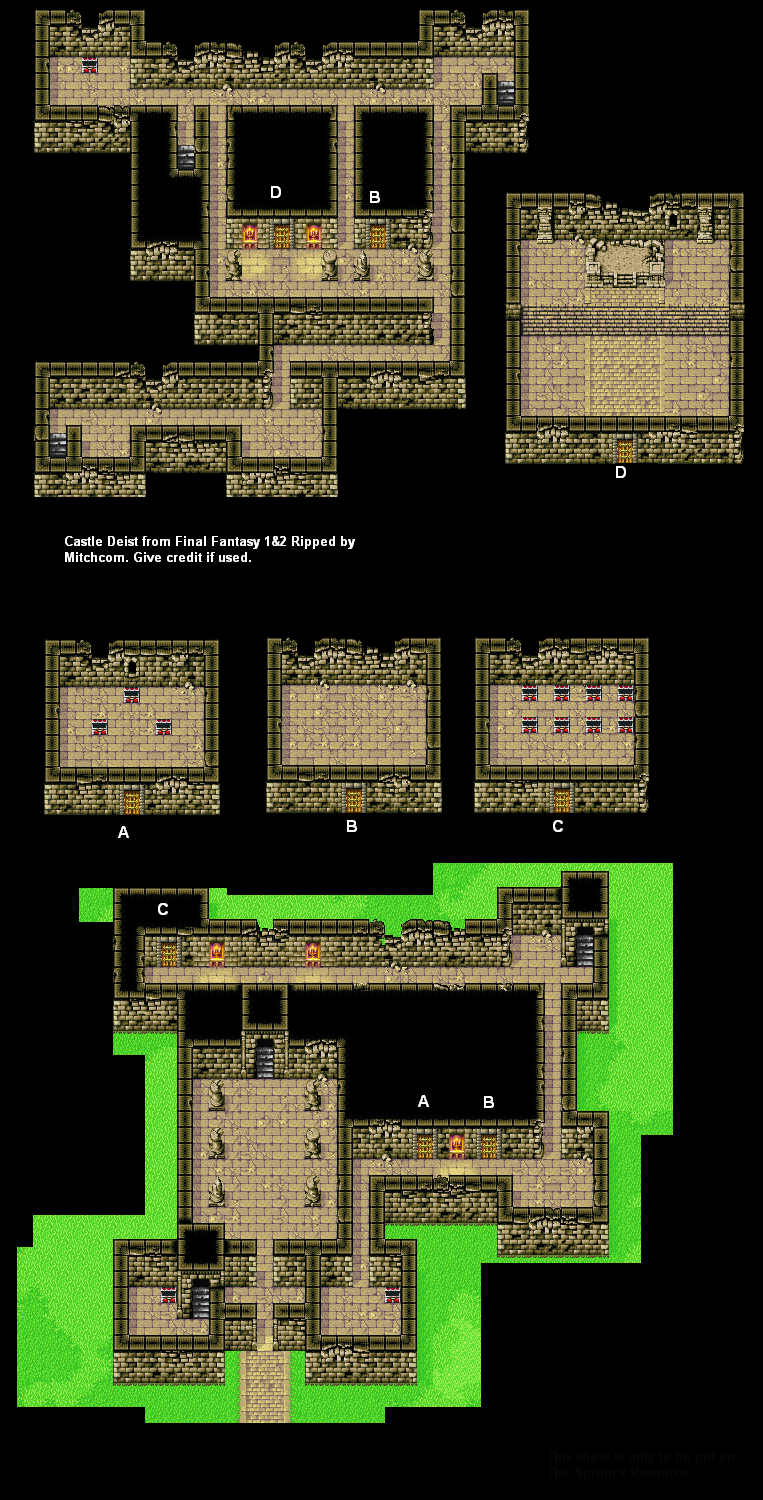 D
B
D
Castle Deist from Final Fantasy 1&2 Ripped by
Mitchcom. Give credit if used.
A
B
C
C
A
B
This sheet is only to be put on
The Spriter's Resource.